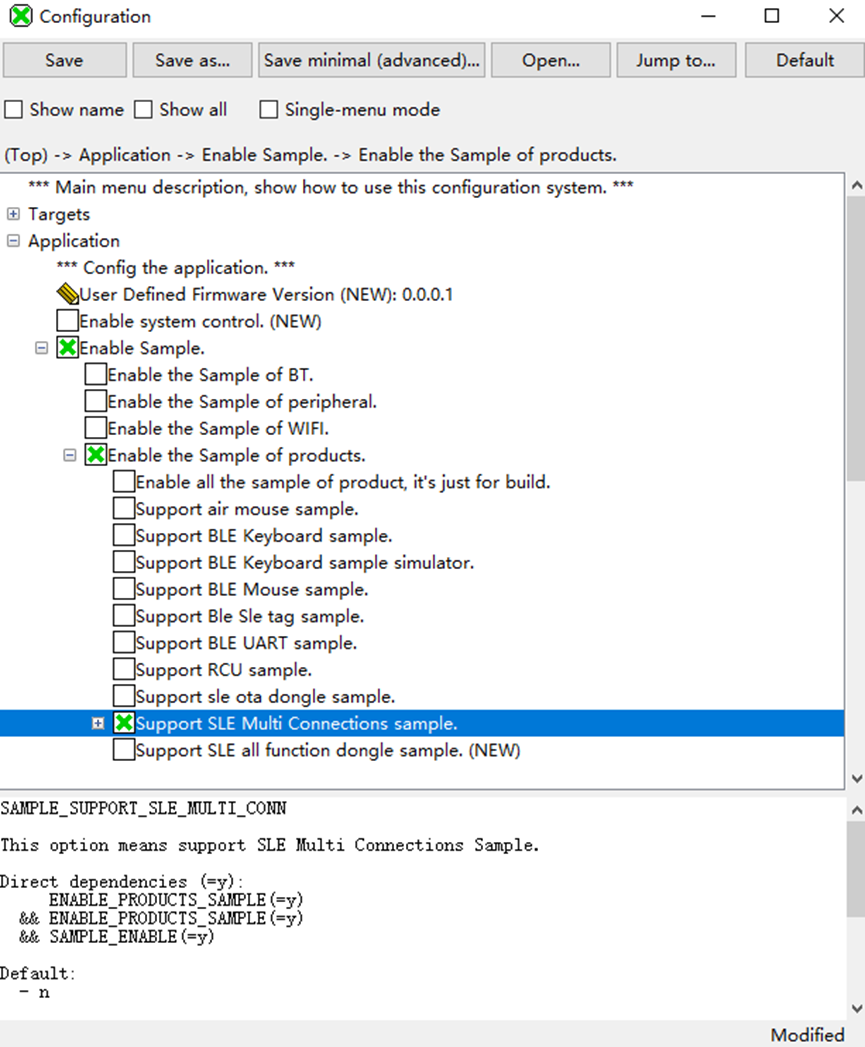 Configuration
Save Save as... Save minimal (advanced)... Open... Jump to... Default
Show name Show all Single-menu mode
(Top) -> Application -> Enable Sample. -> Enable the Sample of products.
*** Main menu description, show how to use this configuration system. ***
Targets
Application
*** Config the application. ***
User Defined Firmware Version (NEW): 0.0.0.1
Enable system control. (NEW)
Enable Sample.
Enable the Sample of BT.
Enable the Sample of peripheral.
Enable the Sample of WIFI.
Enable the Sample of products.
Enable all the sample of product, it's just for build.
Support air mouse sample.
Support BLE Keyboard sample.
Support BLE Keyboard sample simulator.
Support BLE Mouse sample.
Support Ble Sle tag sample.
Support BLE UART sample.
Support RCU sample.
Support sle ota dongle sample.
Support SLE Multi Connections sample.
Support SLE all function dongle sample. (NEW)
SAMPLE_SUPPORT_SLE_MULTI_CONN
This option means support SLE Multi Connections Sample.
Direct dependencies (=y):
ENABLE_PRODUCTS_SAMPLE(=y)
&& ENABLE_PRODUCTS_SAMPLE(=y)
&& SAMPLE_ENABLE(=y)
Default:
- n
Modified